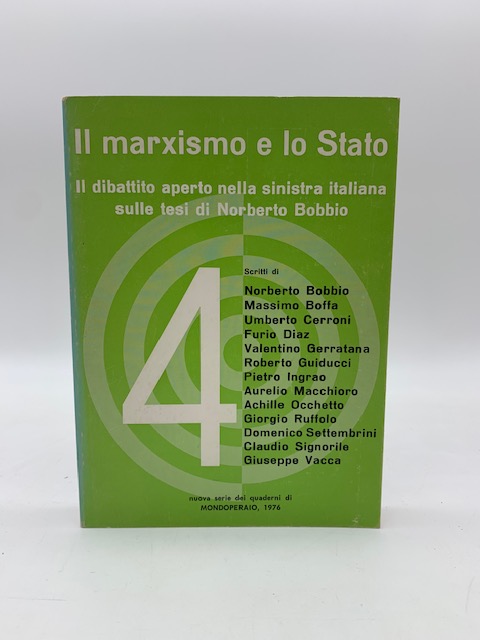 Il marxismo e lo Stato
Il dibattito aperto nella sinistra italiana
sulle tesi di Norberto Bobbio
4
Scritti di
Norberto Bobbio
Massimo Boffa
Umberto Cerroni
Furio Diaz
Valentino Gerratana
Roberto Guiducci
Pietro Ingrao
Aurelio Macchioro
Achille Occhetto
Giorgio Ruffolo
Domenico Settembrini
Claudio Signorile
Giuseppe Vacca
nuova serie dei quaderni di
MONDOPERAIO, 1976